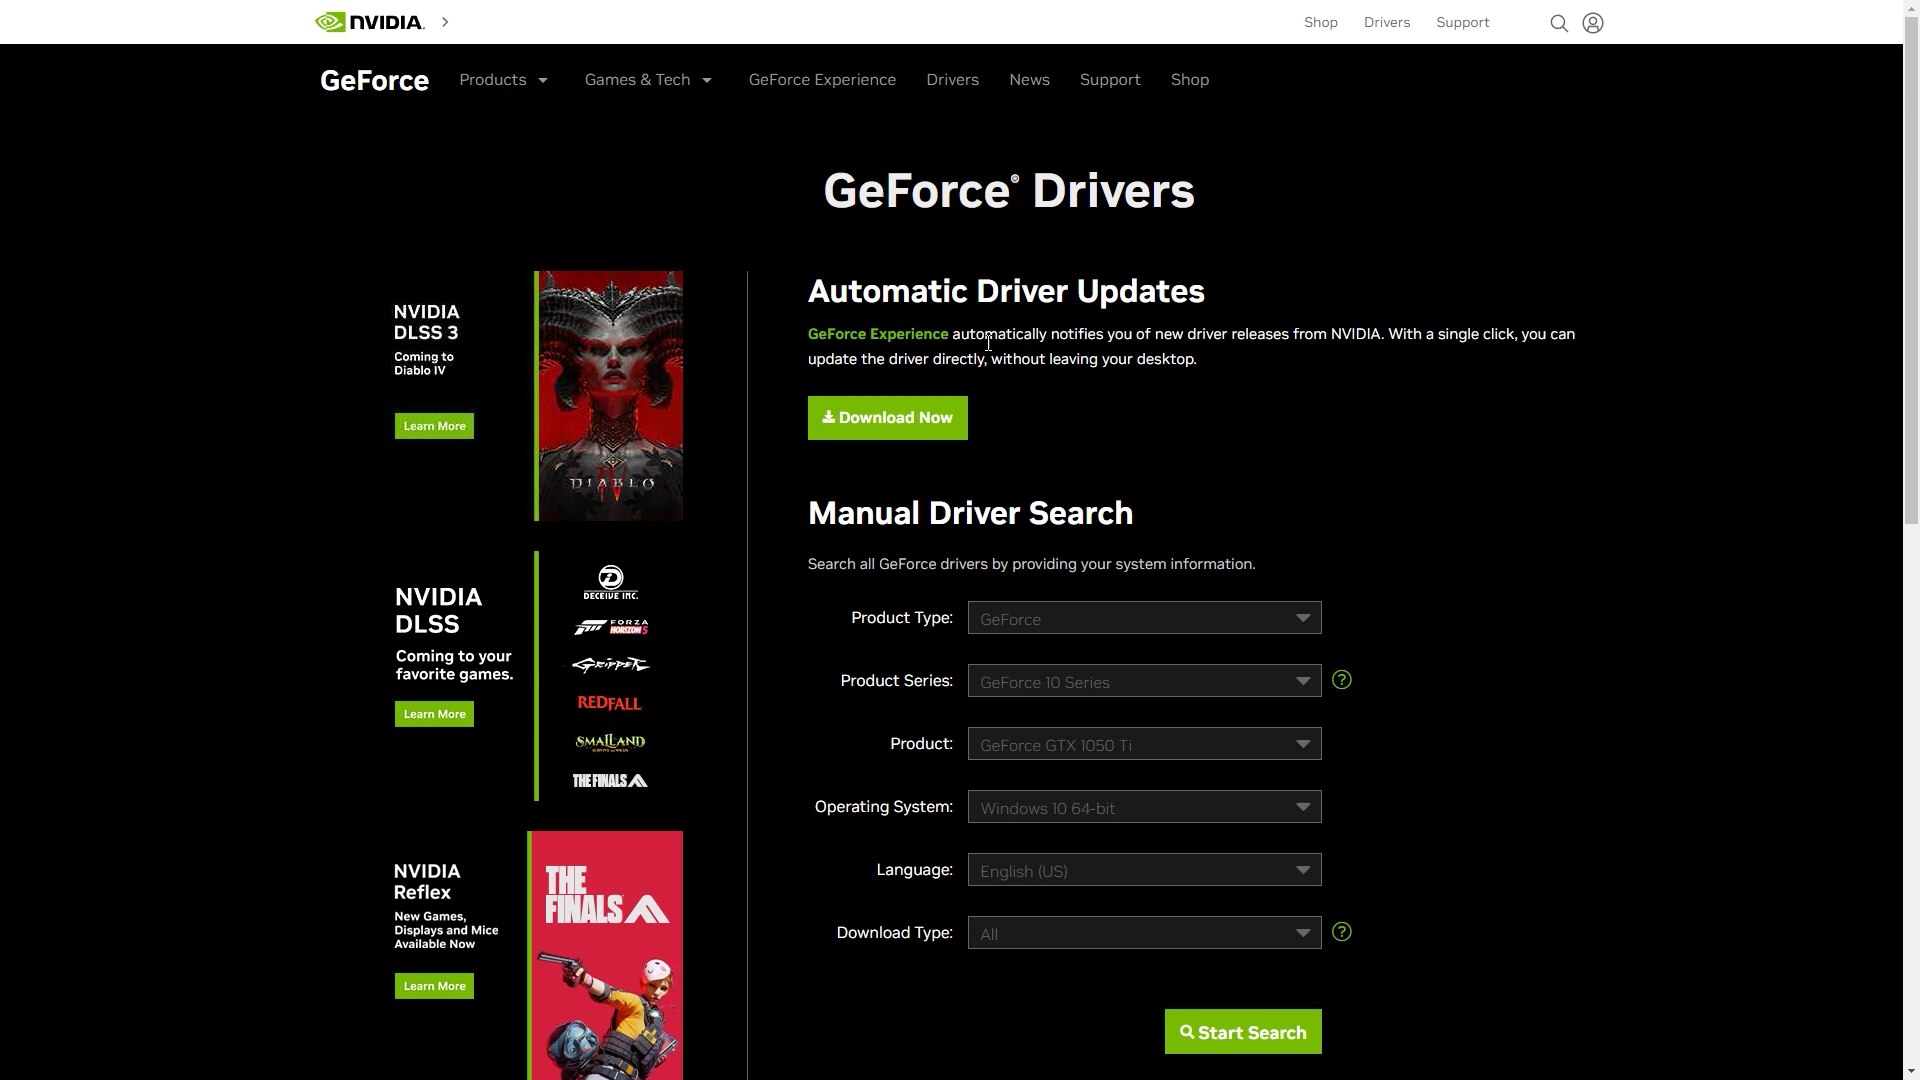 NVIDIA.
Shop
Drivers
Support
GeForce
Products
Games & Tech
GeForce Experience
Drivers
News
Support
Shop
GeForce® Drivers
NVIDIA
DLSS 3
Coming to
Diablo IV
Learn More
DIABLO
IV
NVIDIA
DLSS
Coming to your
favorite games.
Learn More
DECEIVE INC.
FORZA
HORIZON 5
GRIPPER
REDFALL
SMALLAND
THE FINALS
NVIDIA
Reflex
New Games,
Displays and Mice
Available Now
Learn More
THE
FINALS
Automatic Driver Updates
GeForce Experience automatically notifies you of new driver releases from NVIDIA. With a single click, you can
update the driver directly, without leaving your desktop.
Download Now
Manual Driver Search
Search all GeForce drivers by providing your system information.
Product Type: GeForce
Product Series: GeForce 10 Series ?
Product: GeForce GTX 1050 Ti
Operating System: Windows 10 64-bit
Language: English (US)
Download Type: All ?
Start Search